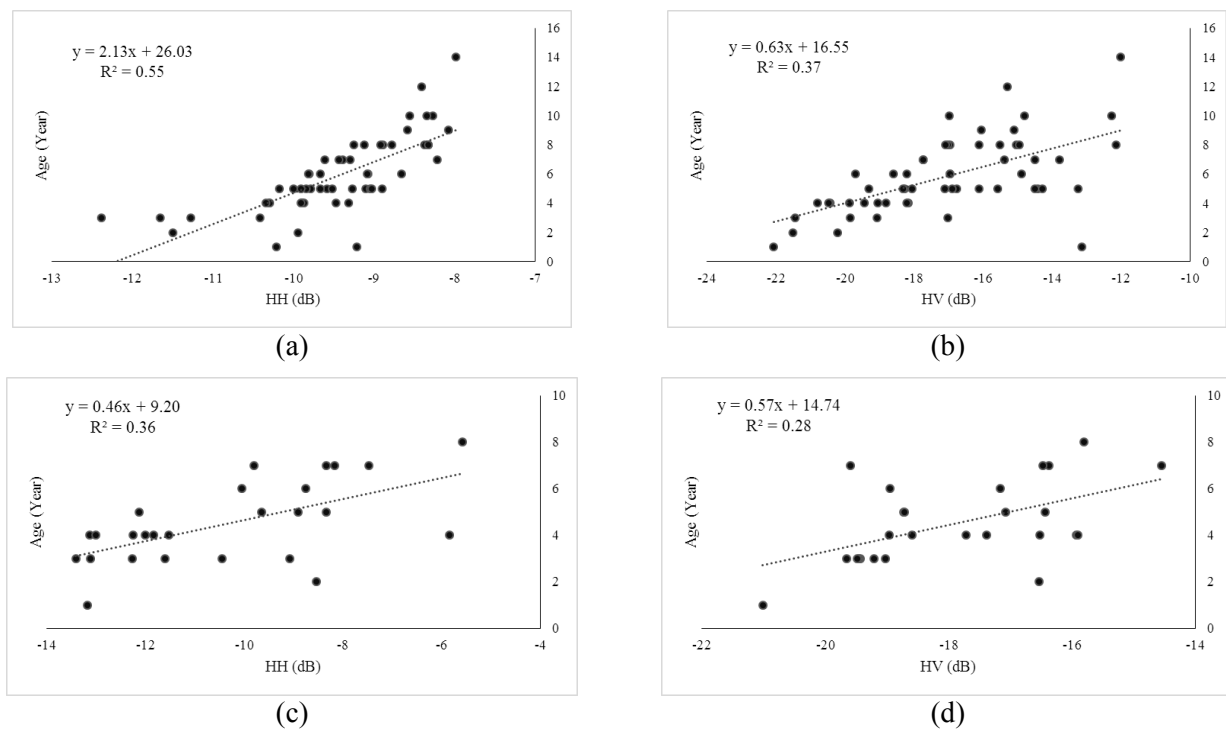 y = 2.13x + 26.03
R² = 0.55
Age (Year)
16
14
12
10
8
6
4
2
0
-13 -12 -11 -10 -9 -8 -7
HH (dB)
(a)
y = 0.63x + 16.55
R² = 0.37
Age (Year)
16
14
12
10
8
6
4
2
0
-24 -22 -20 -18 -16 -14 -12 -10
HV (dB)
(b)
y = 0.46x + 9.20
R² = 0.36
Age (Year)
10
8
6
4
2
0
-14 -12 -10 -8 -6 -4
HH (dB)
(c)
y = 0.57x + 14.74
R² = 0.28
Age (Year)
10
8
6
4
2
0
-22 -20 -18 -16 -14
HV (dB)
(d)